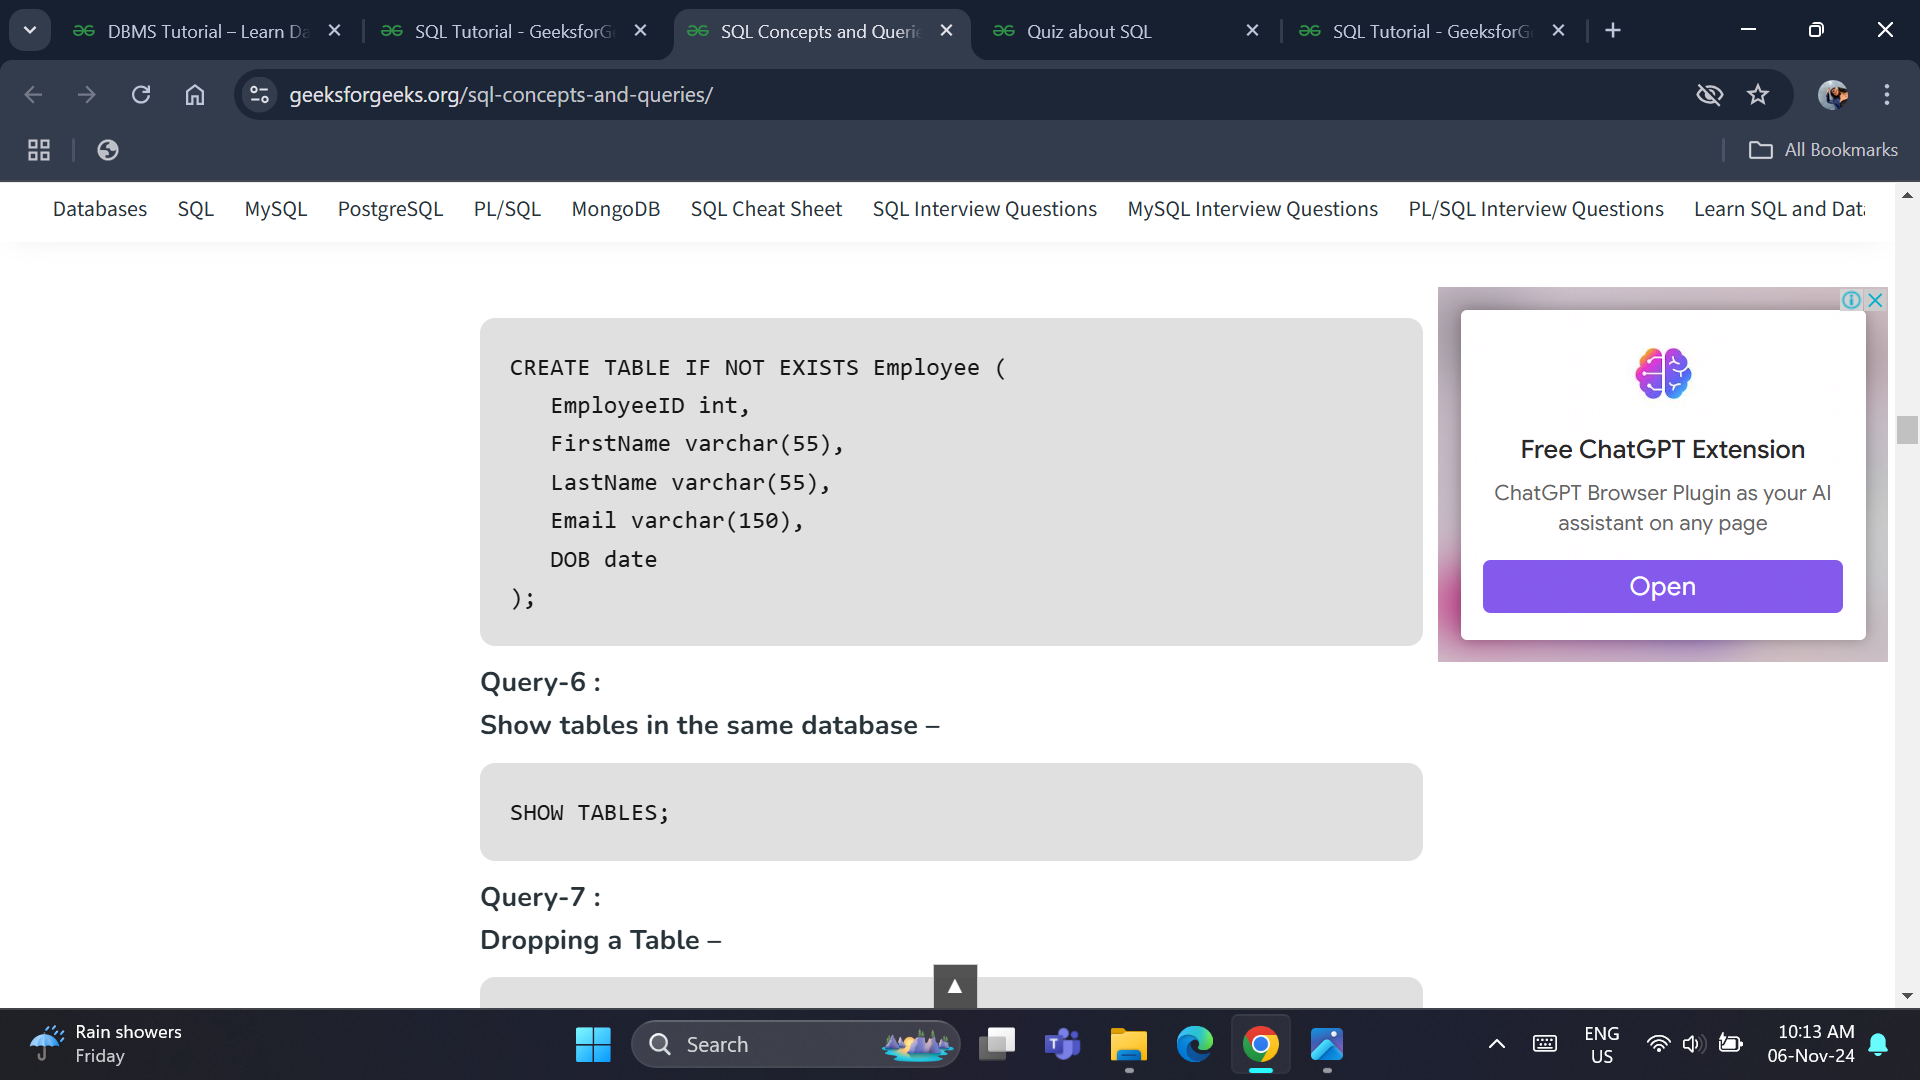 DBMS Tutorial – Learn Da
SQL Tutorial - GeeksforG
SQL Concepts and Querie
Quiz about SQL
SQL Tutorial - GeeksforG
geeksforgeeks.org/sql-concepts-and-queries/
All Bookmarks
Databases SQL MySQL PostgreSQL PL/SQL MongoDB SQL Cheat Sheet SQL Interview Questions MySQL Interview Questions PL/SQL Interview Questions Learn SQL and Data
CREATE TABLE IF NOT EXISTS Employee (
EmployeeID int,
FirstName varchar(55),
LastName varchar(55),
Email varchar(150),
DOB date
);
Free ChatGPT Extension
ChatGPT Browser Plugin as your AI
assistant on any page
Open
Query-6 :
Show tables in the same database –
SHOW TABLES;
Query-7 :
Dropping a Table –
Rain showers
Friday
Search
ENG
US
10:13 AM
06-Nov-24